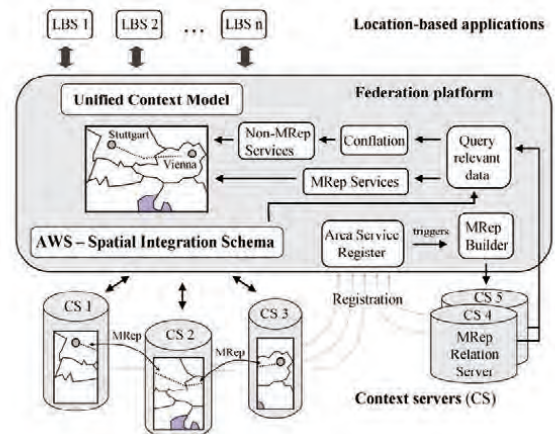 LBS 1
LBS 2
...
LBS n
Location-based applications
Unified Context Model
Federation platform
Stuttgart
Vienna
Non-MRep
Services
Conflation
Query
relevant
data
MRep Services
AWS – Spatial Integration Schema
Area Service
Register
triggers
MRep
Builder
CS 1
CS 2
CS 3
MRep
MRep
Registration
CS 5
CS 4
MRep
Relation
Server
Context servers (CS)